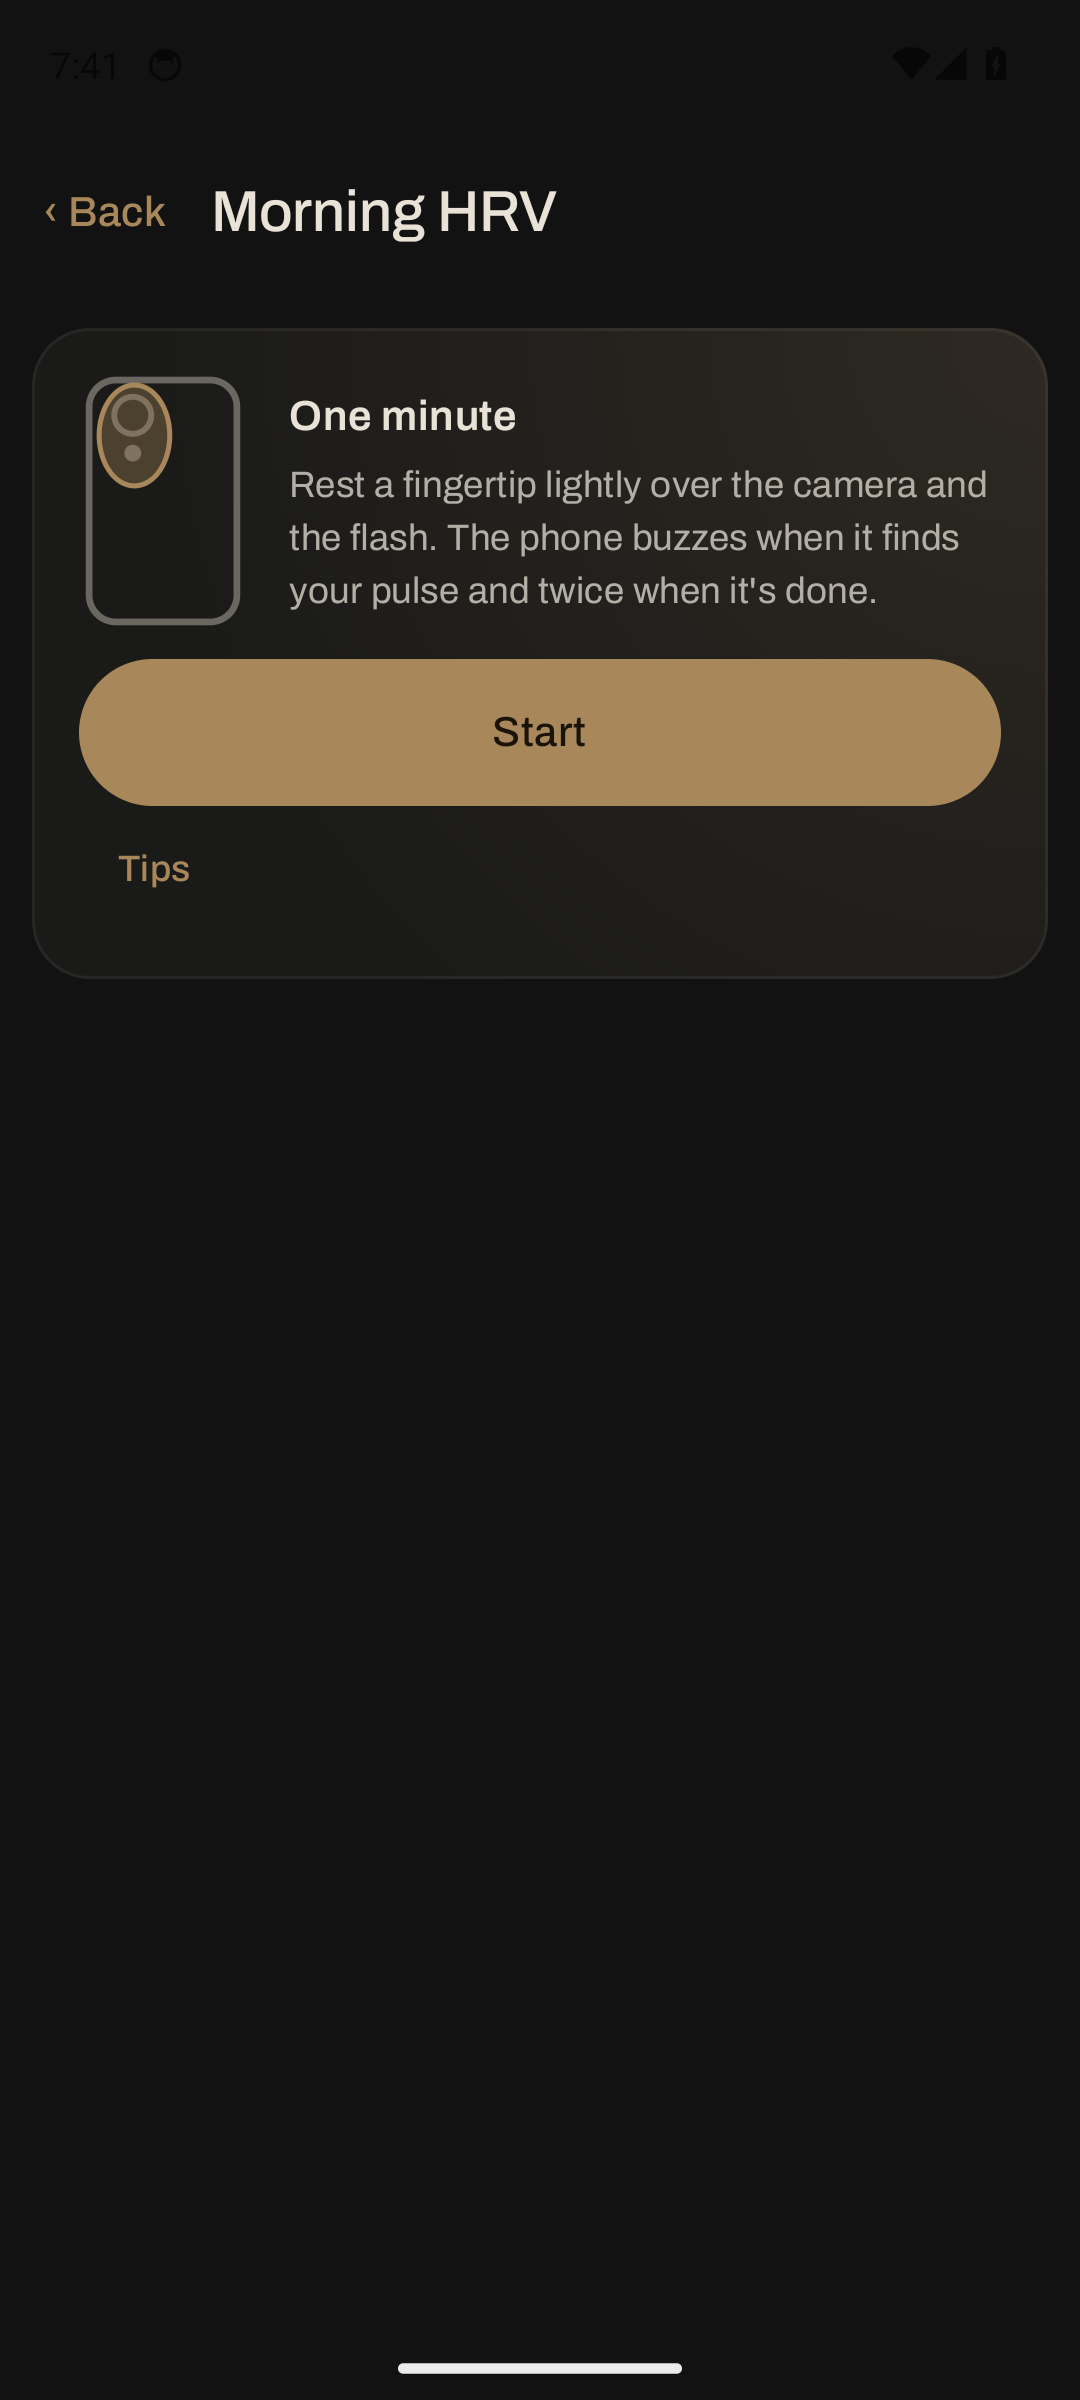 7:41
‹ Back Morning HRV
One minute
Rest a fingertip lightly over the camera and
the flash. The phone buzzes when it finds
your pulse and twice when it's done.
Start
Tips